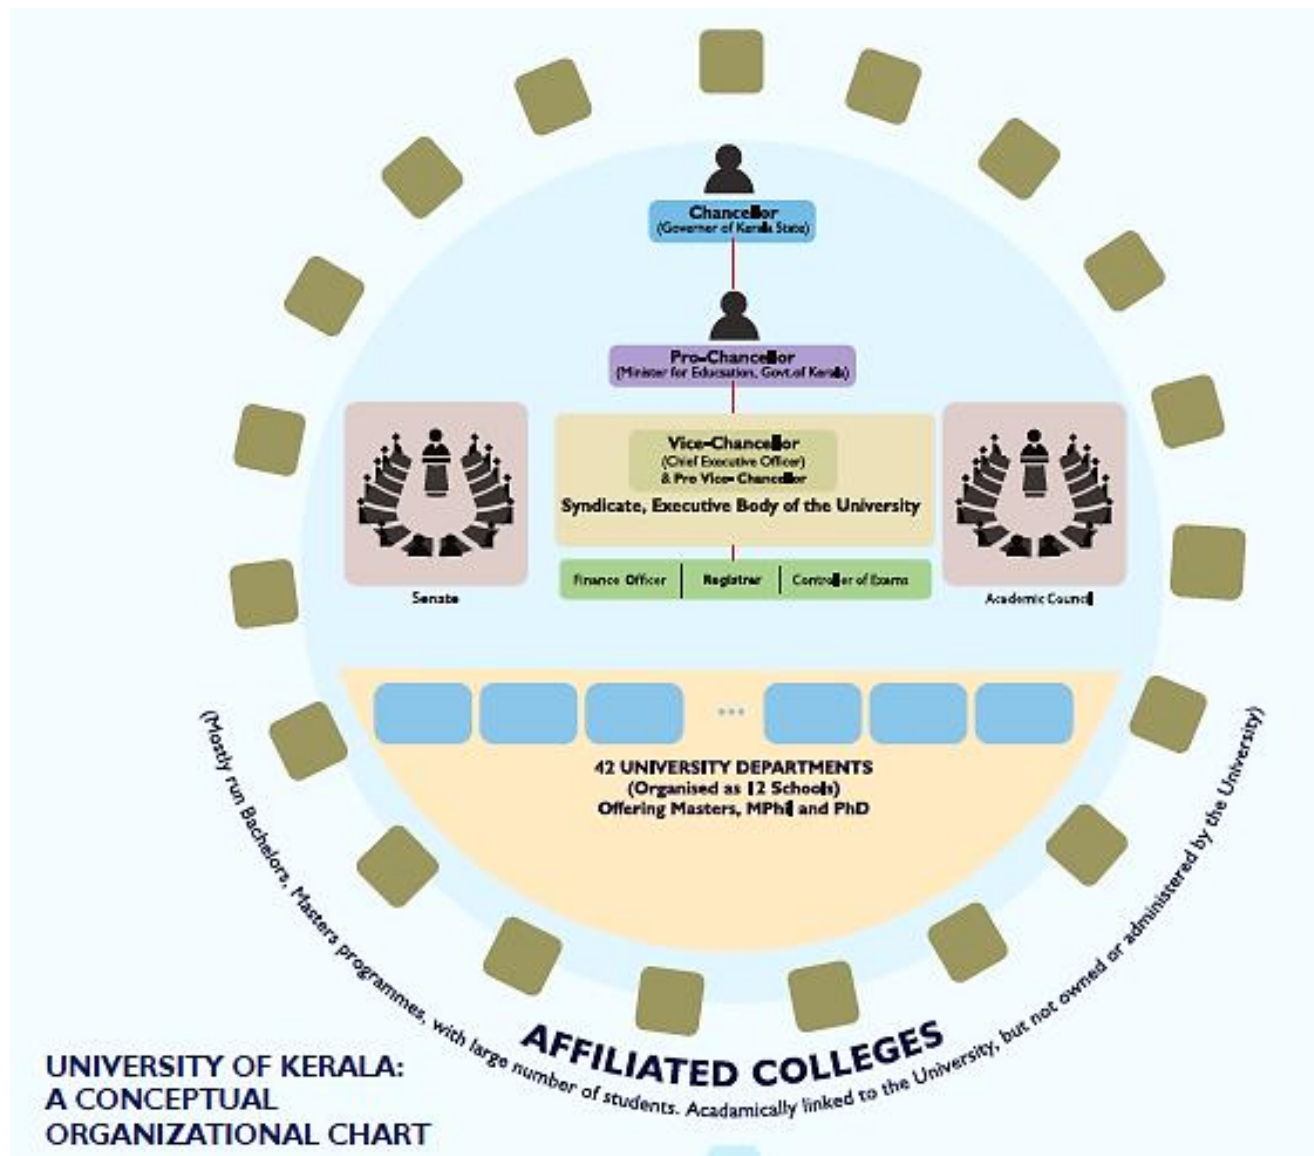 Chancellor
(Governer of Kerala State)
Pro-Chancellor
(Minister for Educsation, Govt.of Kerala)
Vice-Chancellor
(Chief Executive Officer)
& Pro Vice- Chancellor
Syndicate, Executive Body of the University
Finance Officer
Registrar
Controller of Exams
Senate
Academic Council
42 UNIVERSITY DEPARTMENTS
(Organised as 12 Schools)
Offering Masters, MPhil and PhD
AFFILIATED COLLEGES
(Mostly run Bachelors, Masters programmes, with large number of students. Acadamically linked to the University, but not owned or administered by the University)
UNIVERSITY OF KERALA:
A CONCEPTUAL
ORGANIZATIONAL CHART